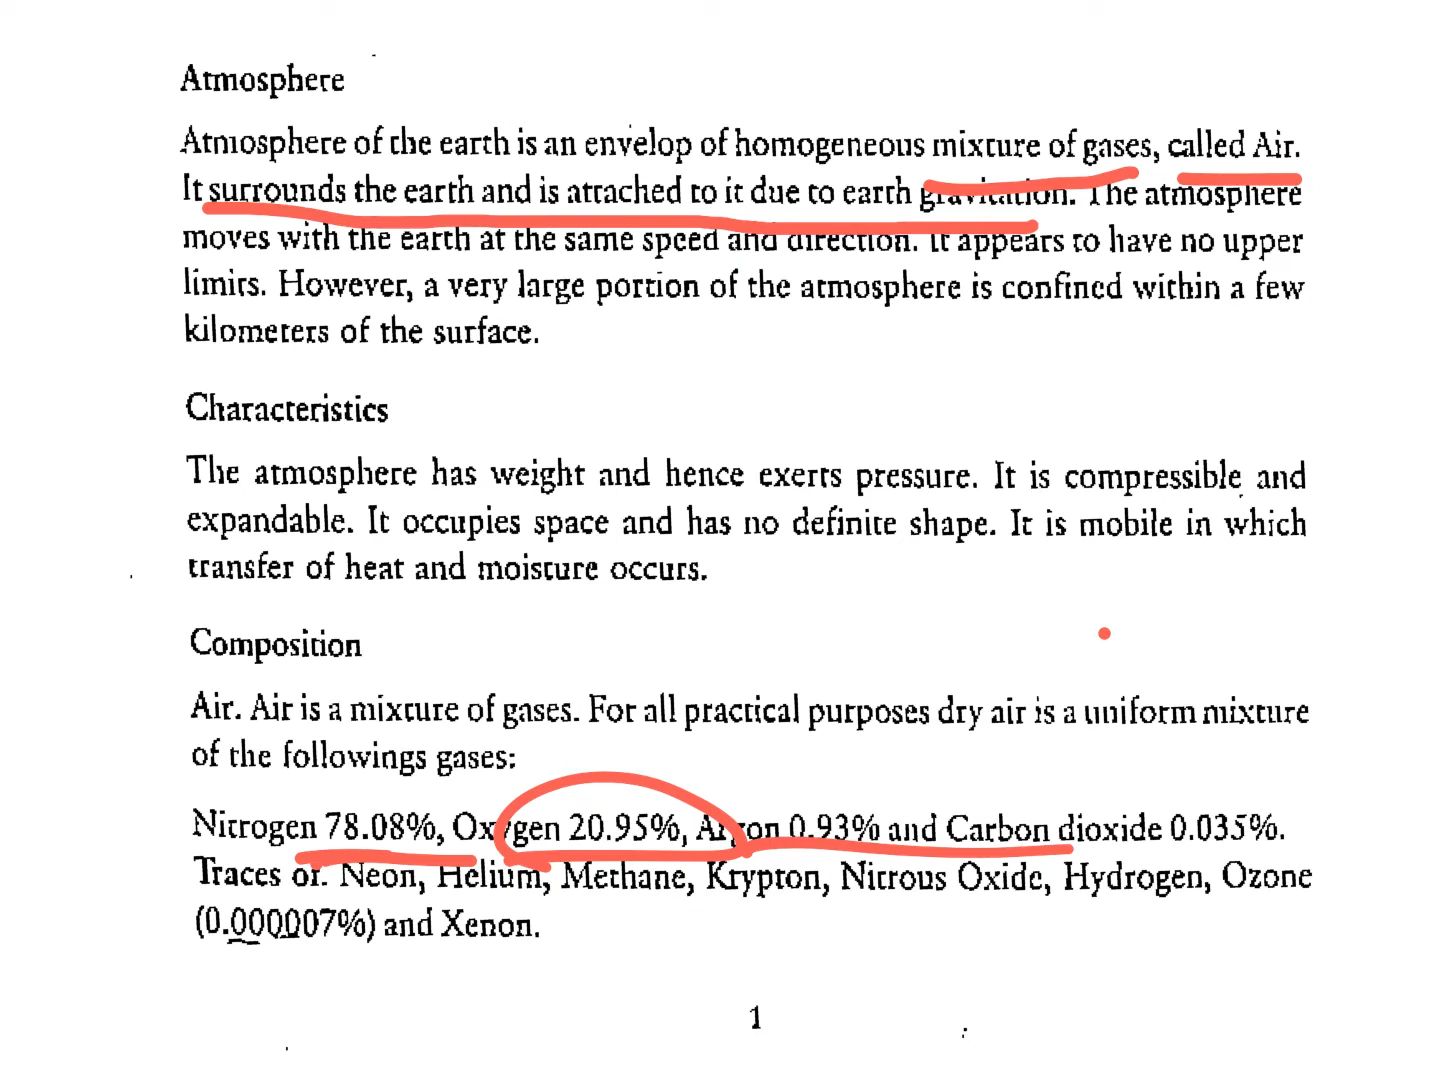 Atmosphere
Atmosphere of the earth is an envelop of homogeneous mixture of gases, called Air.
It surrounds the earth and is attached to it due to earth gravitation. The atmosphere
moves with the earth at the same speed and direction. It appears to have no upper
limits. However, a very large portion of the atmosphere is confined within a few
kilometers of the surface.
Characteristics
The atmosphere has weight and hence exerts pressure. It is compressible and
expandable. It occupies space and has no definite shape. It is mobile in which
transfer of heat and moisture occurs.
Composition
Air. Air is a mixture of gases. For all practical purposes dry air is a uniform mixture
of the followings gases:
Nitrogen 78.08%, Oxygen 20.95%, Argon 0.93% and Carbon dioxide 0.035%.
Traces of. Neon, Helium, Methane, Krypton, Nitrous Oxide, Hydrogen, Ozone
(0.000007%) and Xenon.
1